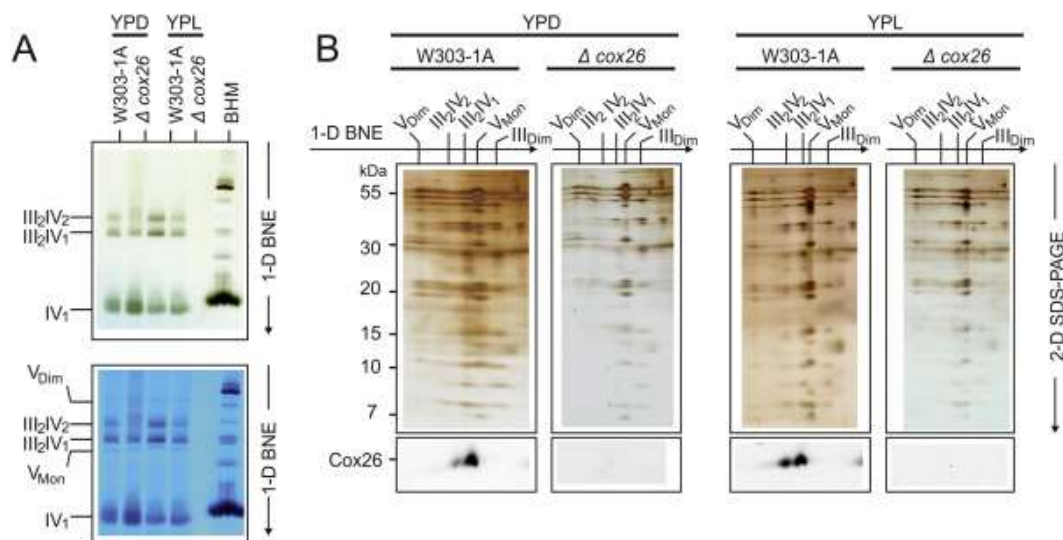 A
YPD
YPL
W303-1A
Δ cox26
W303-1A
Δ cox26
BHM
III2IV2
III2IV1
IV1
1-D BNE
VDim
III2IV2
III2IV1
VMon
IV1
1-D BNE
B
YPD
YPL
W303-1A
Δ cox26
W303-1A
Δ cox26
1-D BNE
VDim
III2IV2
III2IV1
VMon
IIIDim
VDim
III2IV2
III2IV1
VMon
IIIDim
VDim
III2IV2
III2IV1
VMon
IIIDim
VDim
III2IV2
III2IV1
VMon
IIIDim
kDa
55
30
20
15
10
7
Cox26
2-D SDS-PAGE